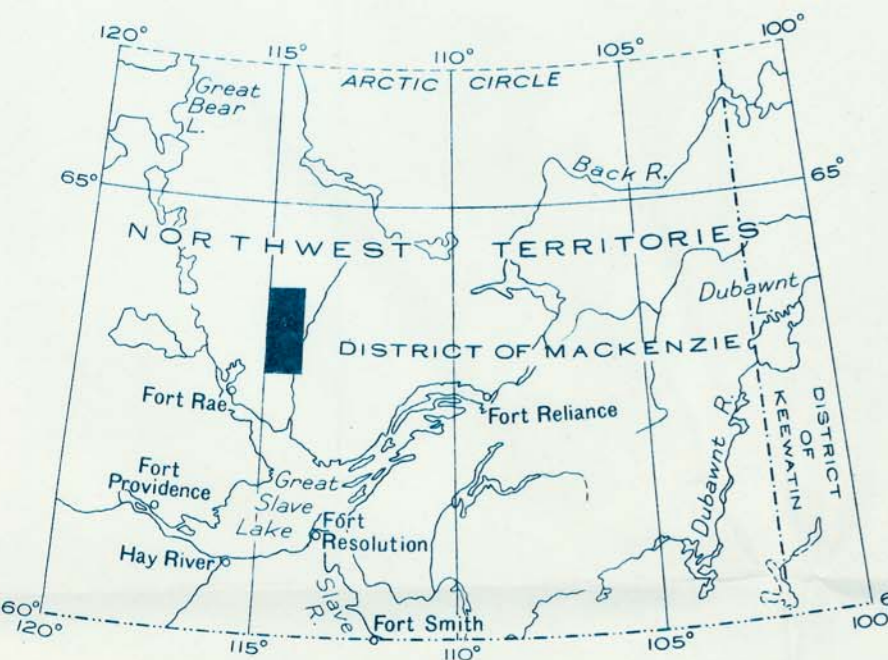 120°
115°
110°
105°
100°
Great
Bear
L.
ARCTIC CIRCLE
Back R.
65°
65°
NORTHWEST TERRITORIES
Dubawnt
L.
DISTRICT OF MACKENZIE
Fort Rae
Fort Reliance
DISTRICT
OF
KEEWATIN
Dubawnt R.
Fort
Providence
Great
Slave
Lake
Fort
Resolution
Hay River
Slave
R.
Fort Smith
60°
120°
115°
110°
105°
100
60